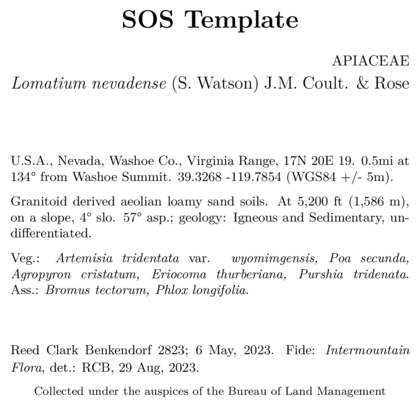 SOS Template
APIACEAE
Lomatium nevadense (S. Watson) J.M. Coult. & Rose
U.S.A., Nevada, Washoe Co., Virginia Range, 17N 20E 19. 0.5mi at
134° from Washoe Summit. 39.3268 -119.7854 (WGS84 +/- 5m).
Granitoid derived aeolian loamy sand soils. At 5,200 ft (1,586 m),
on a slope, 4° slo. 57° asp.; geology: Igneous and Sedimentary, un-
differentiated.
Veg.: Artemisia tridentata var. wyomimgensis, Poa secunda,
Agropyron cristatum, Eriocoma thurberiana, Purshia tridenata.
Ass.: Bromus tectorum, Phlox longifolia.
Reed Clark Benkendorf 2823; 6 May, 2023. Fide: Intermountain
Flora, det.: RCB, 29 Aug, 2023.
Collected under the auspices of the Bureau of Land Management